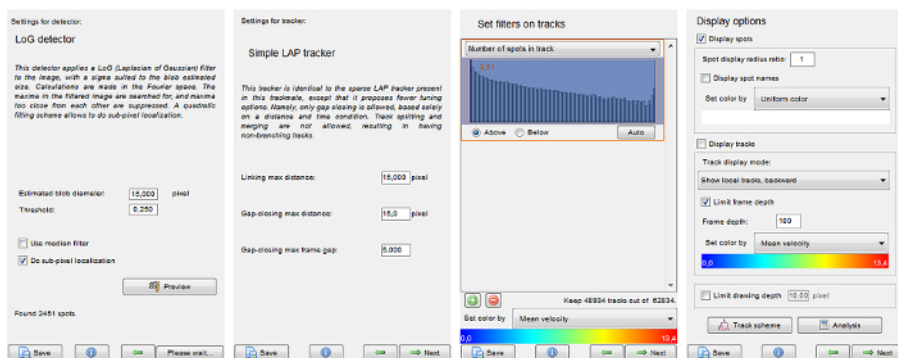 Settings for detector:
LoG detector
This detector applies a LoG (Laplacian of Gaussian) filter
to the image, with a sigma suited to the blob estimated
size. Calculations are made in the Fourier space. The
maxima in the filtered image are searched for, and maxima
too close from each other are suppressed. A quadratic
fitting scheme allows to do sub-pixel localization.
Estimated blob diameter: 15,000 pixel
Threshold: 0,250
Use median filter
Do sub-pixel localization
Preview
Found 2451 spots.
Save
Please wait...
Settings for tracker:
Simple LAP tracker
This tracker is identical to the sparse LAP tracker present
in this trackmate, except that it proposes fewer tuning
options. Namely, only gap closing is allowed, based solely
on a distance and time condition. Track splitting and
merging are not allowed, resulting in having
non-branching tracks.
Linking max distance: 15,000 pixel
Gap-closing max distance: 15,0 pixel
Gap-closing max frame gap: 5,000
Save
Next
Set filters on tracks
Number of spots in track
3,51
Above Below Auto
Keep 48934 tracks out of 62834.
Set color by Mean velocity
0,0 13,4
Save
Next
Display options
Display spots
Spot display radius ratio: 1
Display spot names
Set color by Uniform color
Display tracks
Track display mode:
Show local tracks, backward
Limit frame depth
Frame depth: 100
Set color by Mean velocity
0,0 13,4
Limit drawing depth 10.00 pixel
Track scheme Analysis
Save
Next